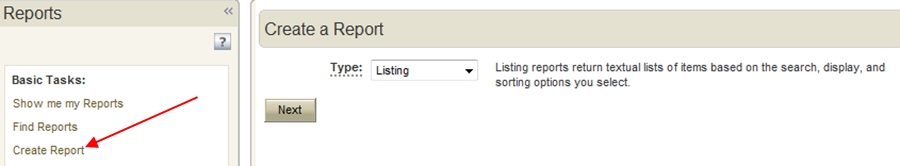 Reports «
?
Basic Tasks:
Show me my Reports
Find Reports
Create Report
Create a Report
Type: Listing
Listing reports return textual lists of items based on the search, display, and
sorting options you select.
Next